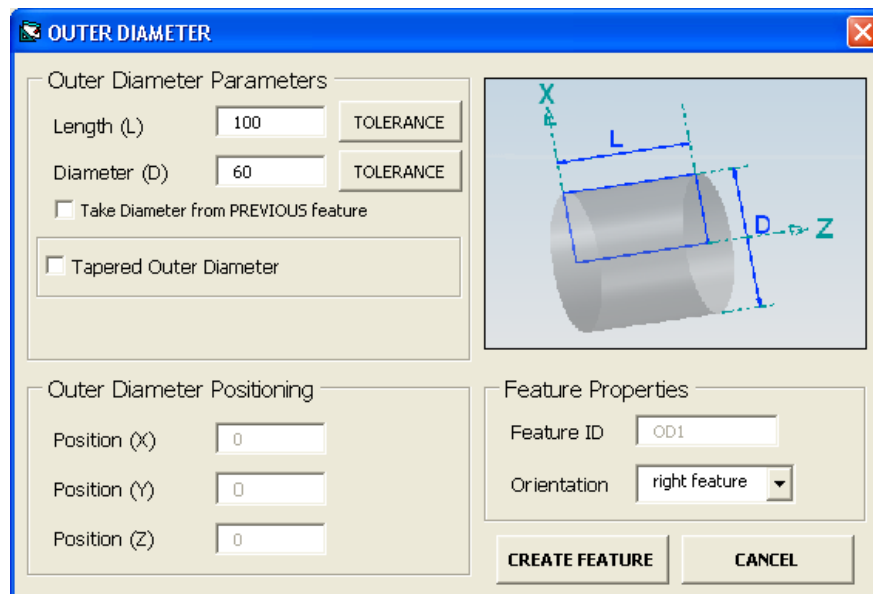 OUTER DIAMETER
Outer Diameter Parameters
Length (L) 100 TOLERANCE
Diameter (D) 60 TOLERANCE
Take Diameter from PREVIOUS feature
Tapered Outer Diameter
X
L
D
Z
Outer Diameter Positioning
Position (X) 0
Position (Y) 0
Position (Z) 0
Feature Properties
Feature ID OD1
Orientation right feature
CREATE FEATURE CANCEL